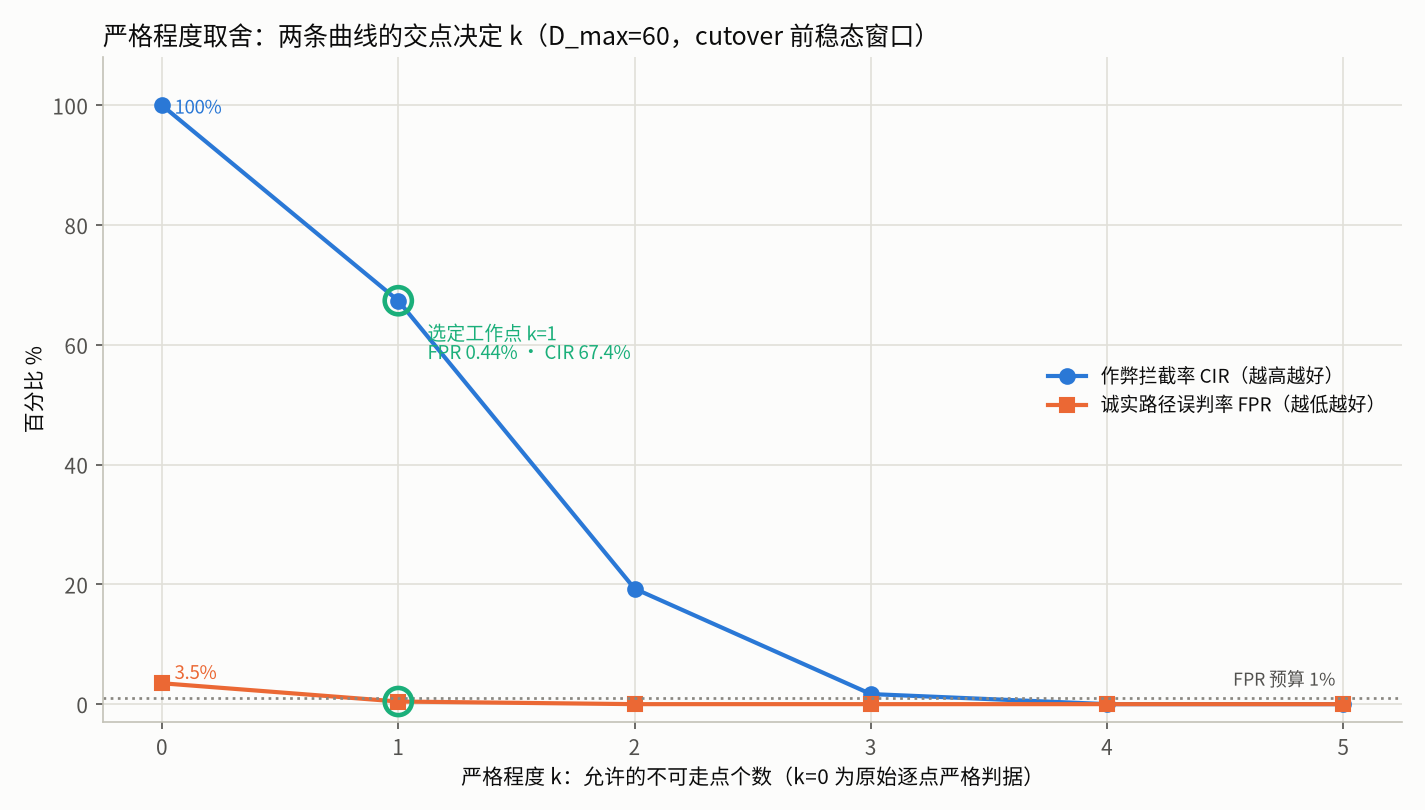 严格程度取舍：两条曲线的交点决定 k（D_max=60，cutover 前稳态窗口）
百分比 %
100
80
60
40
20
0
100%
选定工作点 k=1
FPR 0.44% · CIR 67.4%
作弊拦截率 CIR（越高越好）
诚实路径误判率 FPR（越低越好）
3.5%
FPR 预算 1%
0
1
2
3
4
5
严格程度 k：允许的不可走点个数（k=0 为原始逐点严格判据）